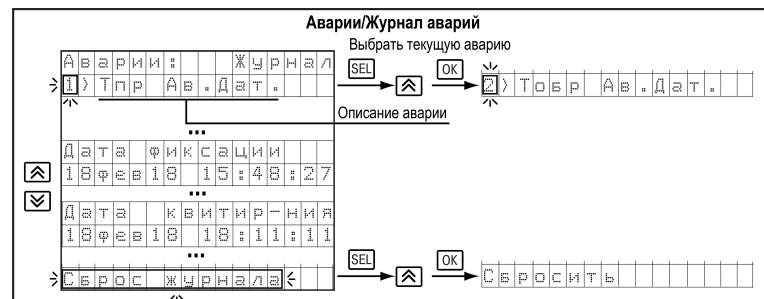 Аварии/Журнал аварий
Выбрать текущую аварию
Аварии: Журнал
1) Тпр Ав.Дат.
SEL
OK
2) Тобр Ав.Дат.
Описание аварии
...
Дата фиксации
18фев18 15:48:27
...
Дата квитир-ния
18фев18 18:11:11
...
Сброс журнала
SEL
OK
Сбросить